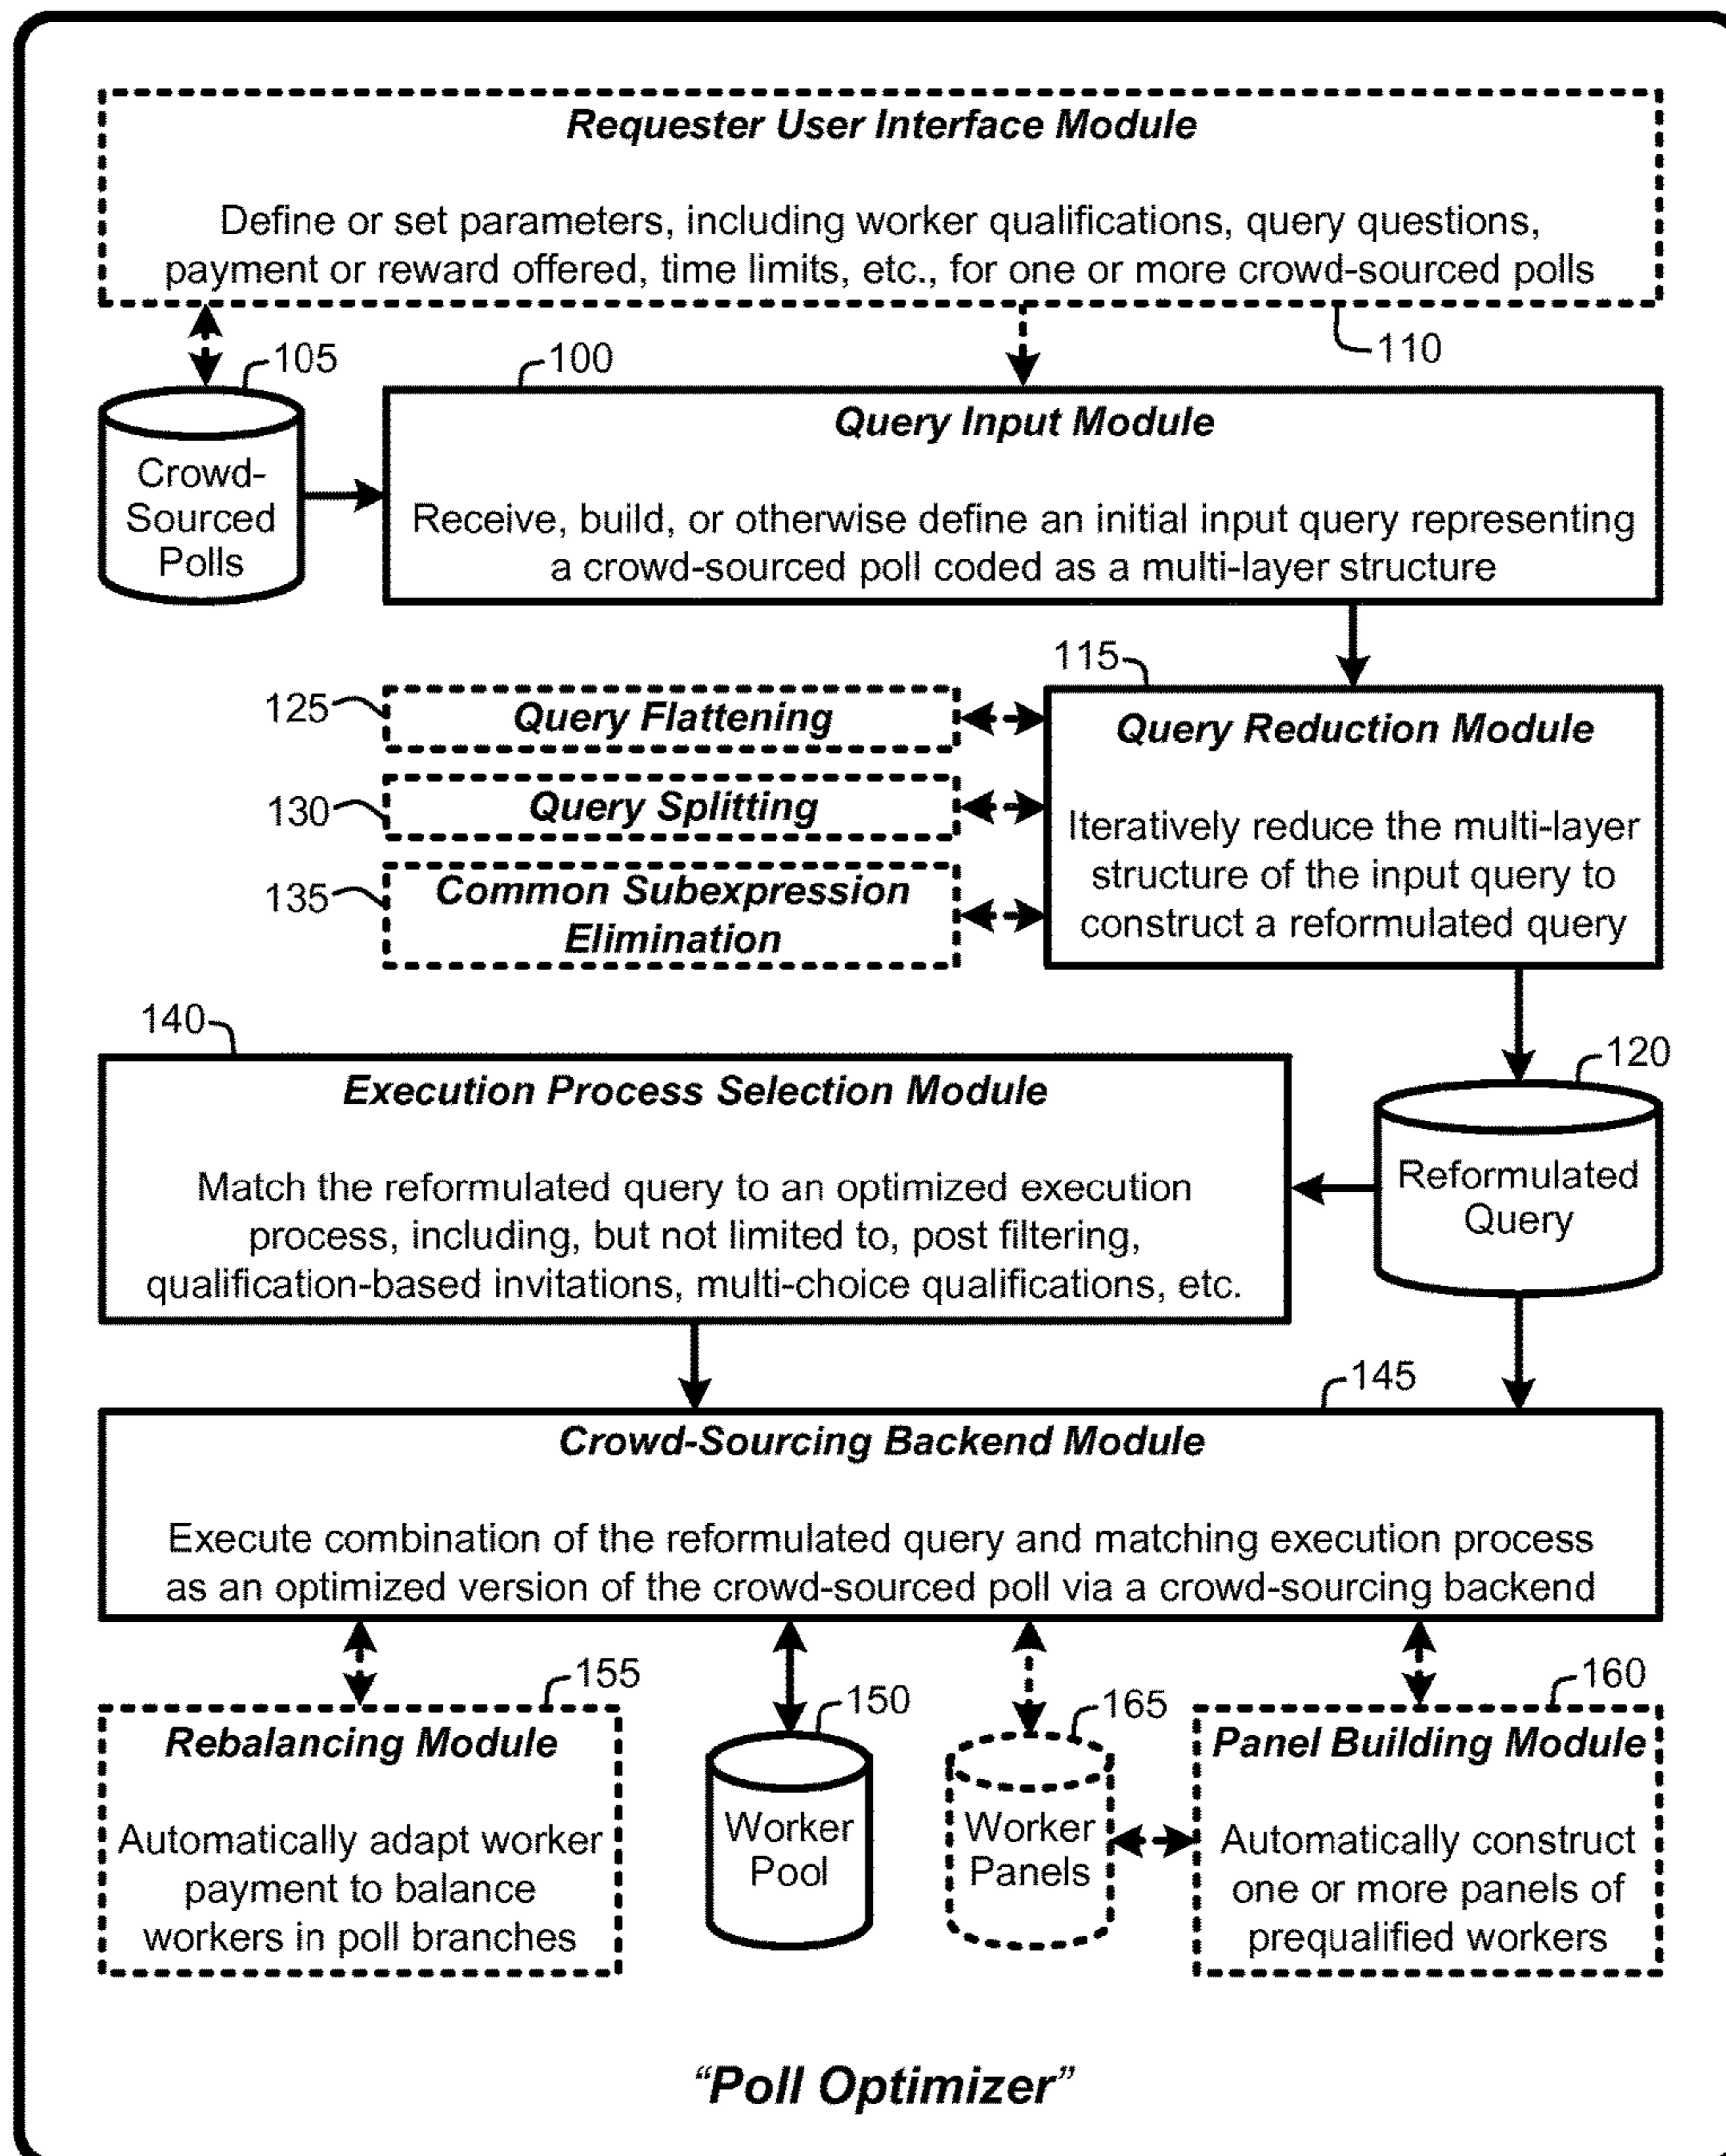 Requester User Interface Module
Define or set parameters, including worker qualifications, query questions,
payment or reward offered, time limits, etc., for one or more crowd-sourced polls
110
105
100
Crowd-
Sourced
Polls
Query Input Module
Receive, build, or otherwise define an initial input query representing
a crowd-sourced poll coded as a multi-layer structure
115
125
Query Flattening
130
Query Splitting
135
Common Subexpression
Elimination
Query Reduction Module
Iteratively reduce the multi-layer
structure of the input query to
construct a reformulated query
140
120
Execution Process Selection Module
Match the reformulated query to an optimized execution
process, including, but not limited to, post filtering,
qualification-based invitations, multi-choice qualifications, etc.
Reformulated
Query
145
Crowd-Sourcing Backend Module
Execute combination of the reformulated query and matching execution process
as an optimized version of the crowd-sourced poll via a crowd-sourcing backend
155
150
165
160
Rebalancing Module
Automatically adapt worker
payment to balance
workers in poll branches
Worker
Pool
Worker
Panels
Panel Building Module
Automatically construct
one or more panels of
prequalified workers
“Poll Optimizer”